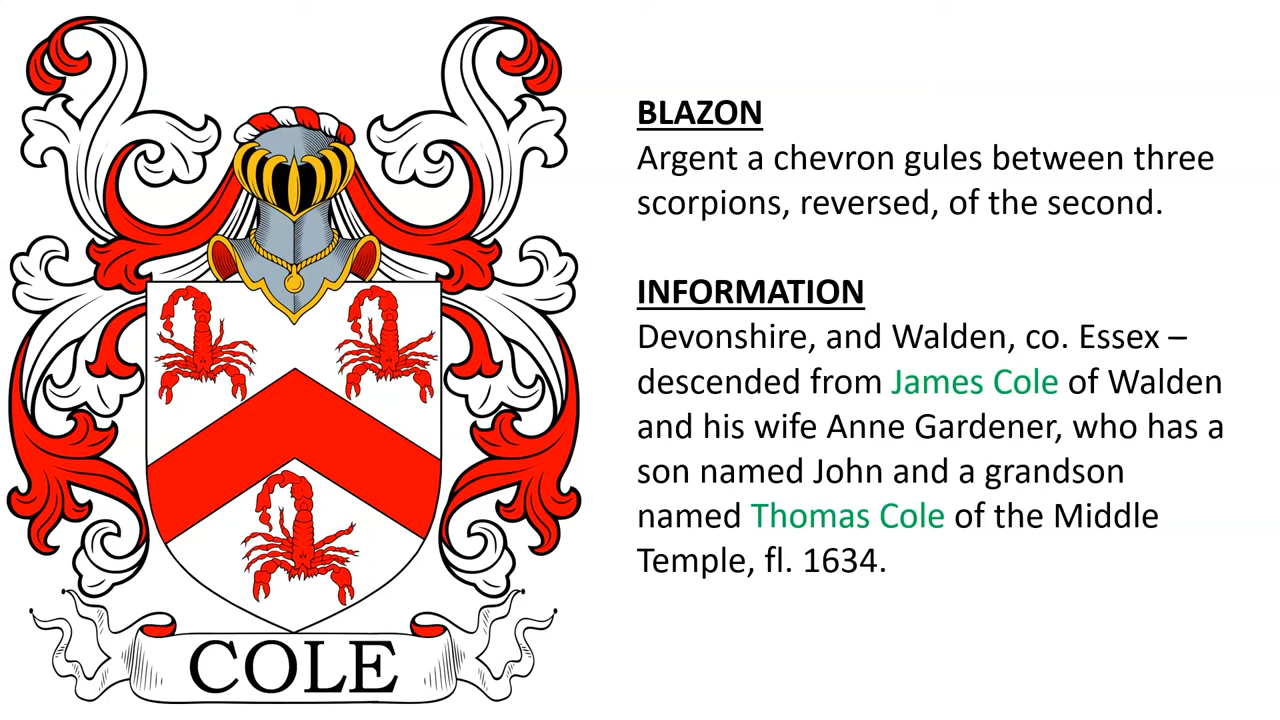 BLAZON
Argent a chevron gules between three
scorpions, reversed, of the second.
INFORMATION
Devonshire, and Walden, co. Essex –
descended from James Cole of Walden
and his wife Anne Gardener, who has a
son named John and a grandson
named Thomas Cole of the Middle
Temple, fl. 1634.
COLE